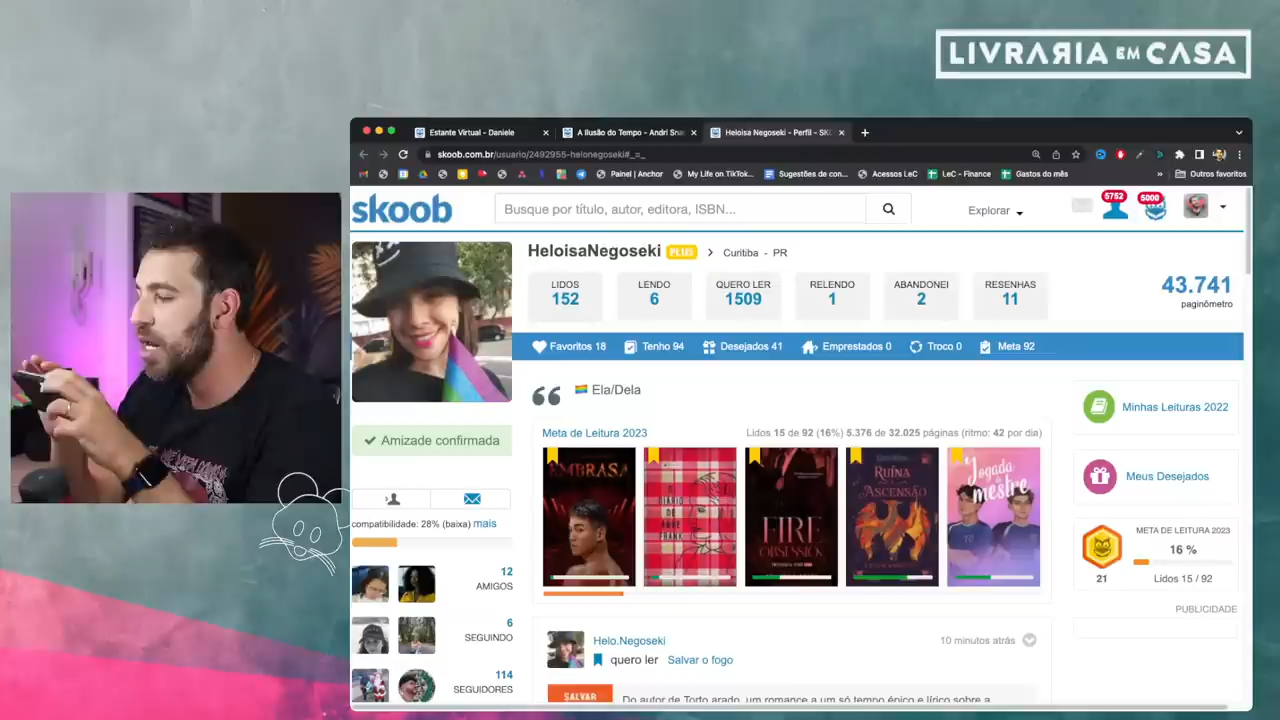 LIVRARIA EM CASA
Estante Virtual - Daniele
A Ilusão do Tempo - Andri Sna
Heloisa Negoseki - Perfil - SKO
skoob.com.br/usuario/2492955-helonegoseki#_=_
Painel | Anchor
My Life on TikTok...
Sugestões de con...
Acessos LeC
LeC - Finance
Gastos do mês
»
Outros favoritos
skoob
Busque por título, autor, editora, ISBN...
Explorar
5752
5000
HeloisaNegoseki PLUS
Curitiba - PR
LIDOS
152
LENDO
6
QUERO LER
1509
RELENDO
1
ABANDONEI
2
RESENHAS
11
43.741
paginômetro
Favoritos 18
Tenho 94
Desejados 41
Emprestados 0
Troco 0
Meta 92
Ela/Dela
Amizade confirmada
compatibilidade: 28% (baixa) mais
12
AMIGOS
6
SEGUINDO
114
SEGUIDORES
Meta de Leitura 2023
Lidos 15 de 92 (16%) 5.376 de 32.025 páginas (ritmo: 42 por dia)
EMBRASA
DIÁRIO
DE
ANNE
FRANK
FIRE
OBSESSION
RUÍNA
ASCENSÃO
Jogada
de
mestre
Minhas Leituras 2022
Meus Desejados
21
META DE LEITURA 2023
16 %
Lidos 15 / 92
PUBLICIDADE
Helo.Negoseki
10 minutos atrás
quero ler Salvar o fogo
SALVAR
Do autor de Torto arado, um romance a um só tempo épico e lírico sobre a